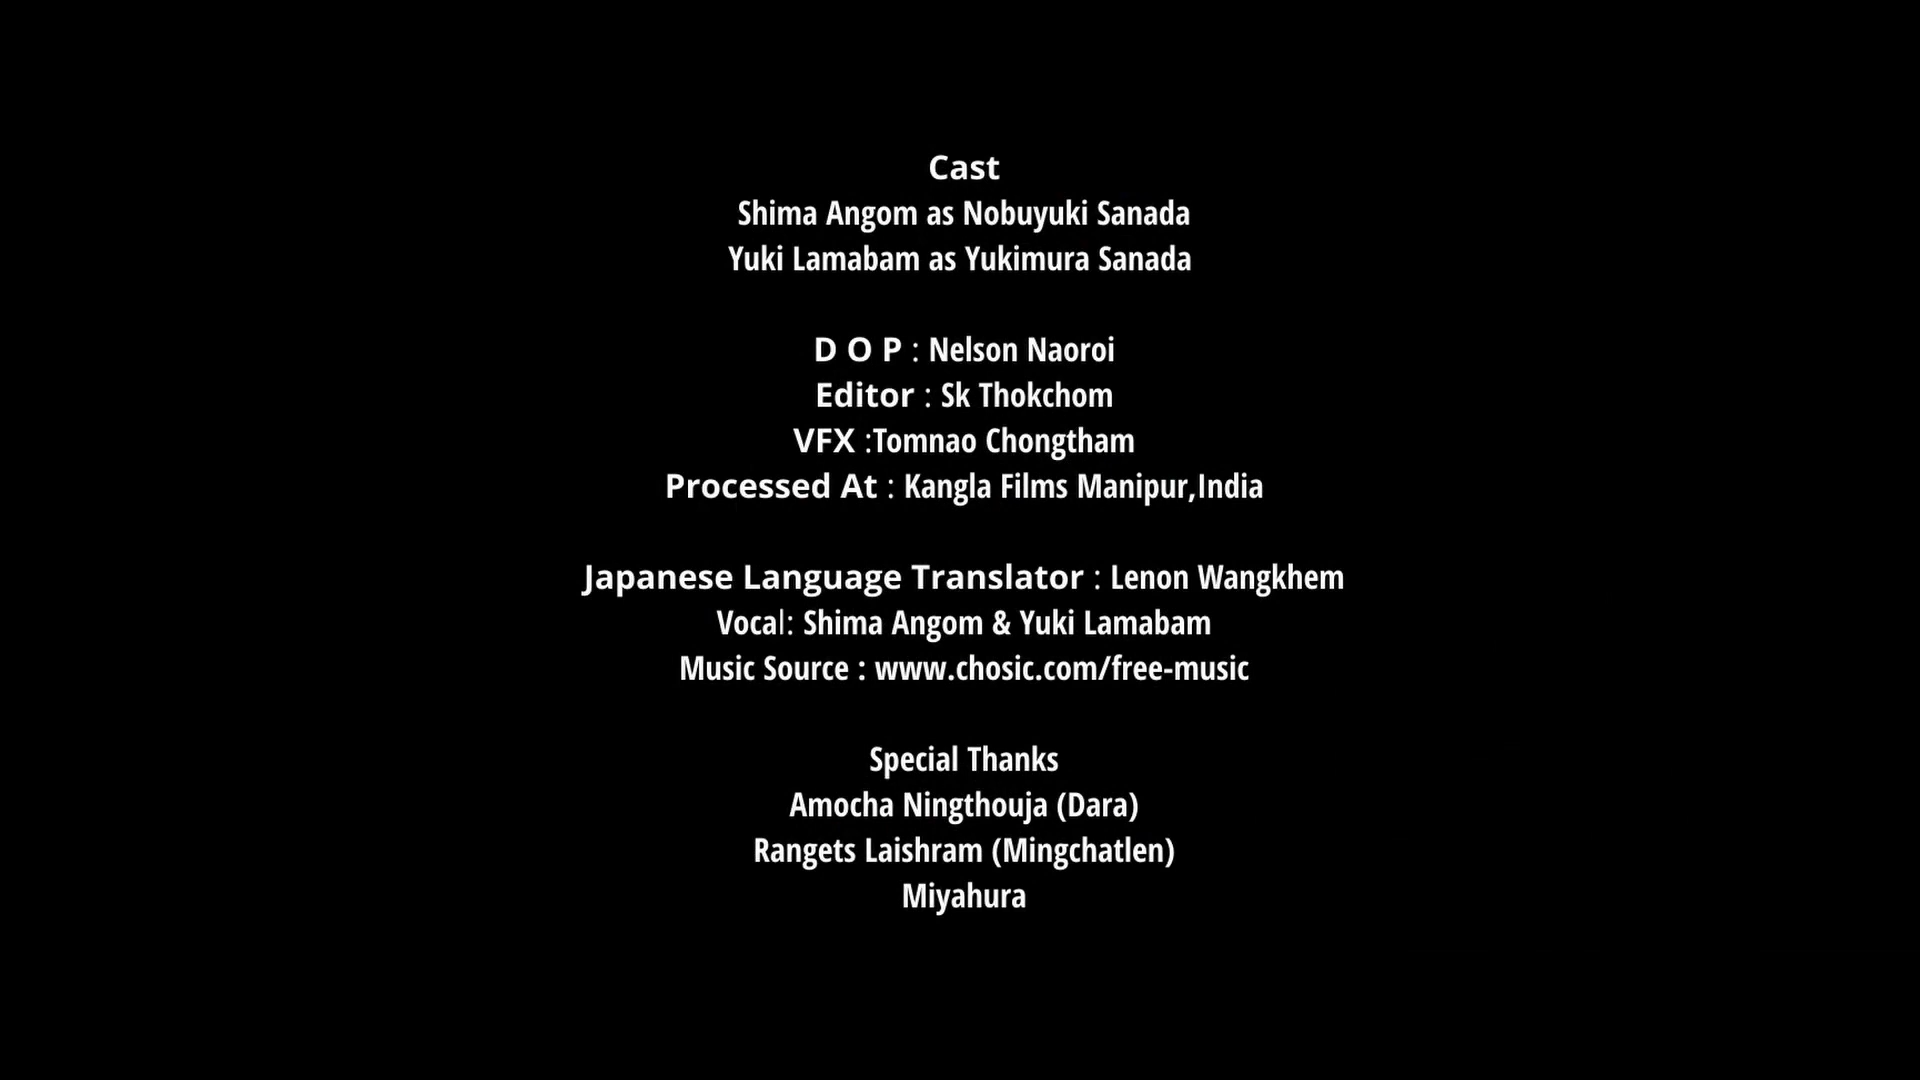 Cast
Shima Angom as Nobuyuki Sanada
Yuki Lamabam as Yukimura Sanada
D O P : Nelson Naoroi
Editor : Sk Thokchom
VFX :Tomnao Chongtham
Processed At : Kangla Films Manipur,India
Japanese Language Translator : Lenon Wangkhem
Vocal: Shima Angom & Yuki Lamabam
Music Source : www.chosic.com/free-music
Special Thanks
Amocha Ningthouja (Dara)
Rangets Laishram (Mingchatlen)
Miyahura